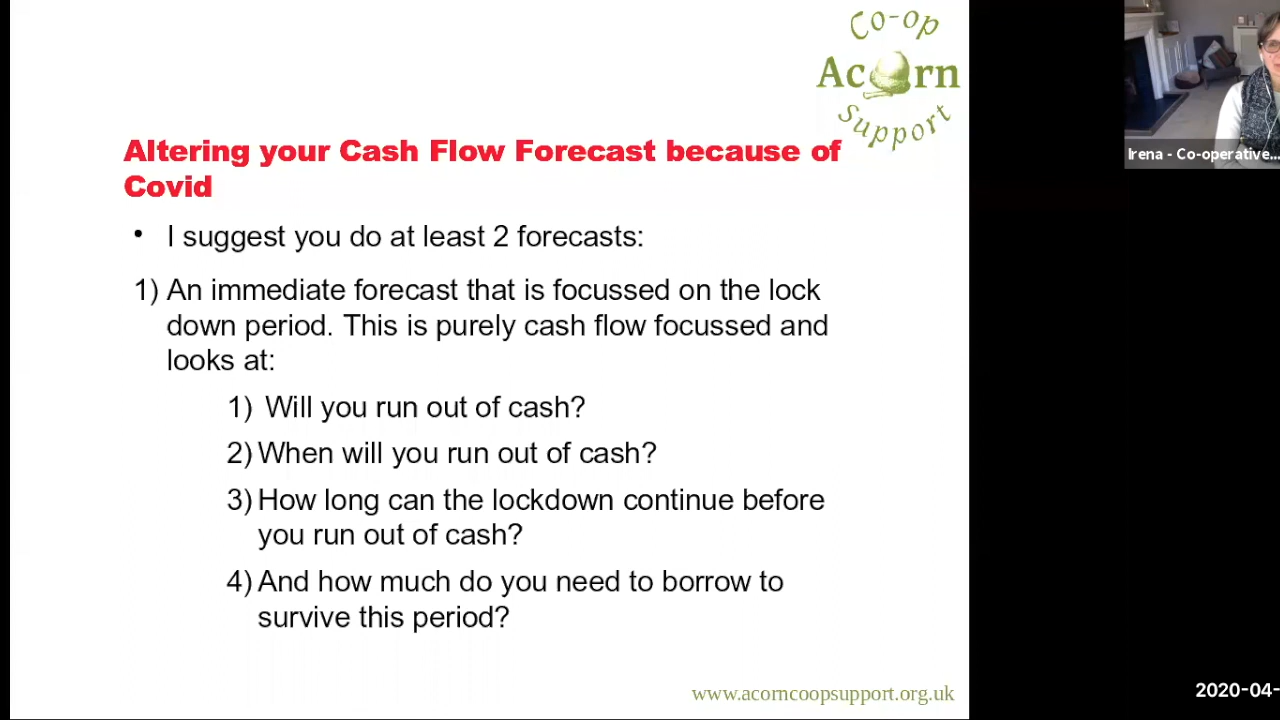 Co-op
Acorn
Support
Altering your Cash Flow Forecast because of
Covid
• I suggest you do at least 2 forecasts:
1) An immediate forecast that is focussed on the lock
down period. This is purely cash flow focussed and
looks at:
1) Will you run out of cash?
2) When will you run out of cash?
3) How long can the lockdown continue before
you run out of cash?
4) And how much do you need to borrow to
survive this period?
www.acorncoopsupport.org.uk
Irena - Co-operative...
2020-04-